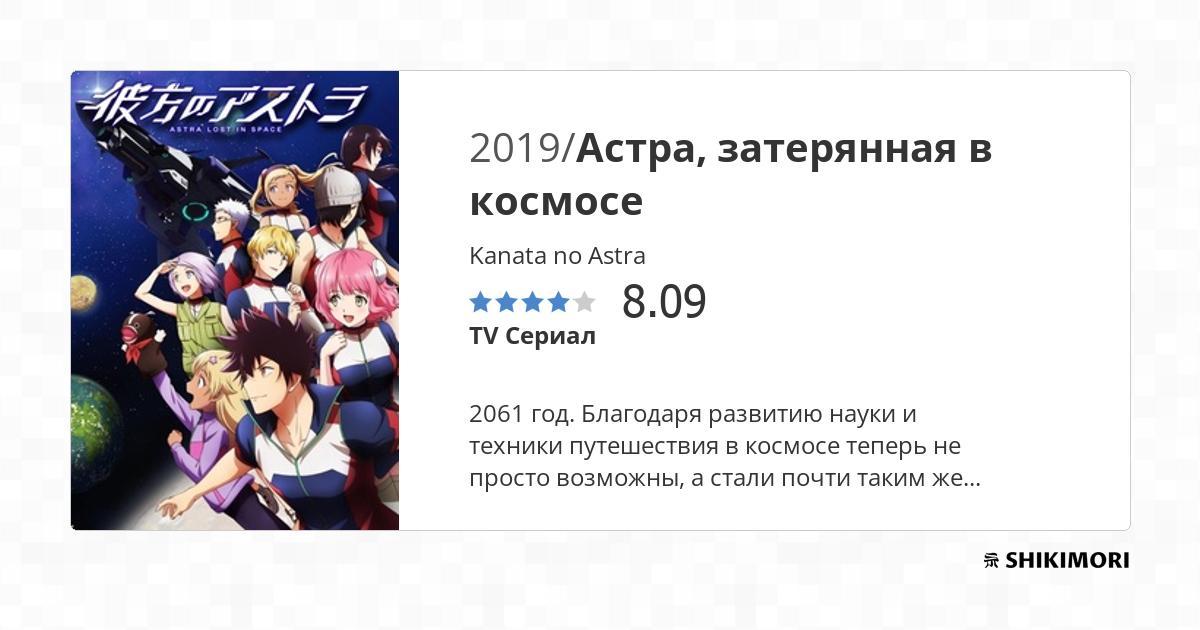 彼方のアストラ
ASTRA LOST IN SPACE
2019/Астра, затерянная в
космосе
Kanata no Astra
8.09
TV Сериал
2061 год. Благодаря развитию науки и
техники путешествия в космосе теперь не
просто возможны, а стали почти таким же...
SHIKIMORI